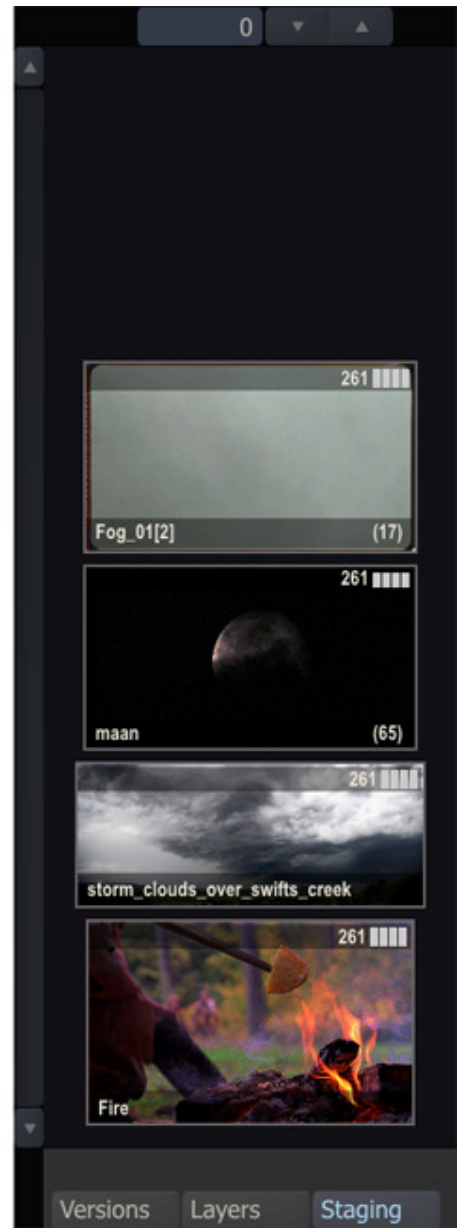 0
261
Fog_01[2] (17)
261
maan (65)
261
storm_clouds_over_swifts_creek
261
Fire
Versions Layers Staging